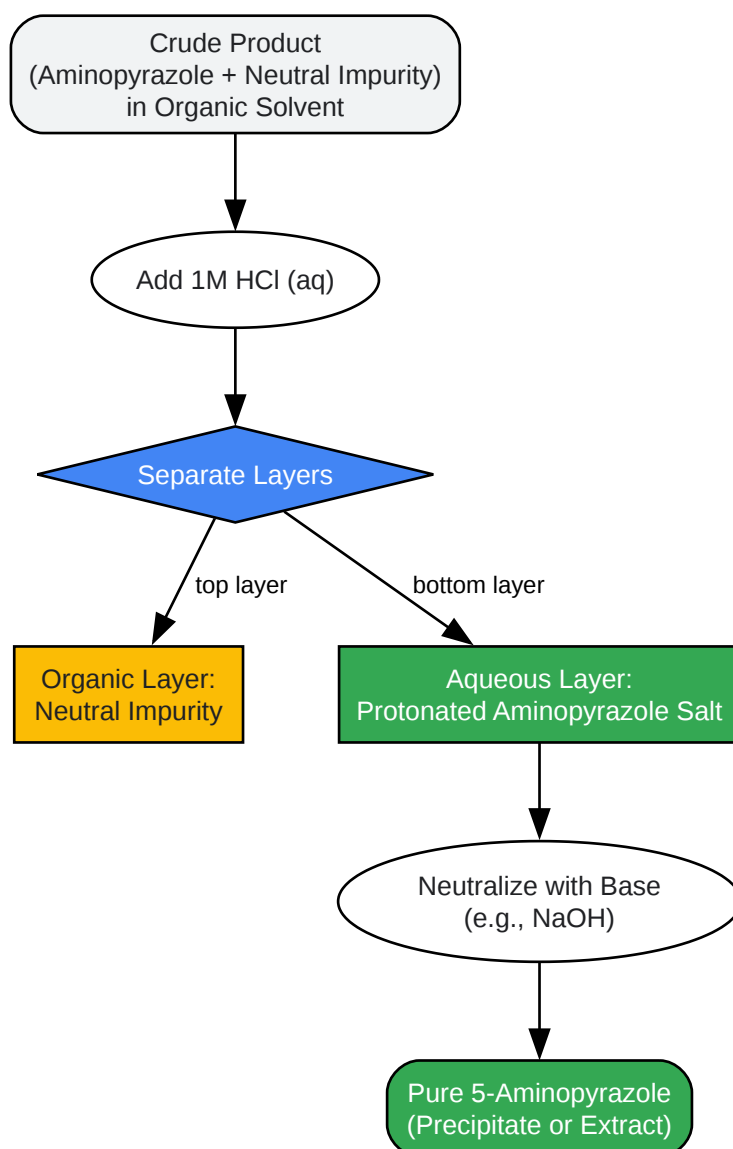 Crude Product
(Aminopyrazole + Neutral Impurity)
in Organic Solvent
Add 1M HCl (aq)
Separate Layers
top layer
bottom layer
Organic Layer:
Neutral Impurity
Aqueous Layer:
Protonated Aminopyrazole Salt
Neutralize with Base
(e.g., NaOH)
Pure 5-Aminopyrazole
(Precipitate or Extract)